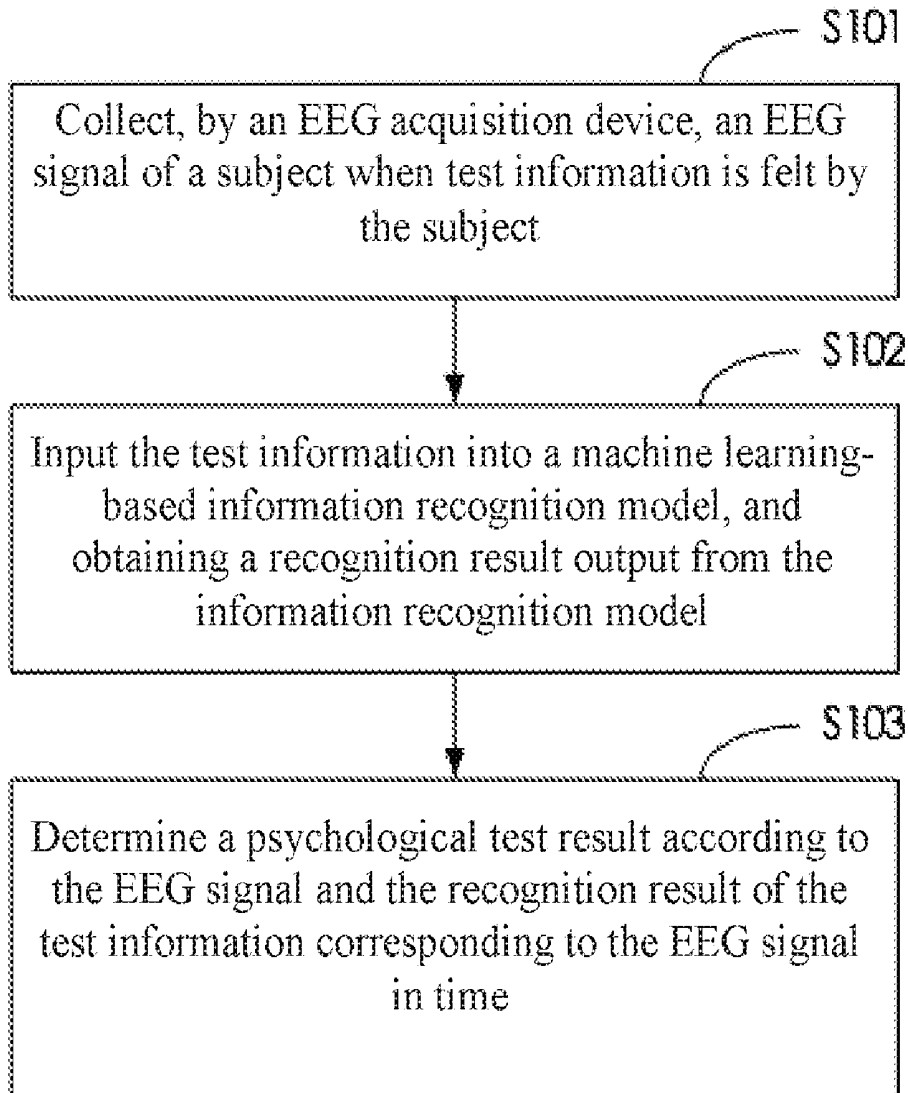 S101
Collect, by an EEG acquisition device, an EEG
signal of a subject when test information is felt by
the subject
S102
Input the test information into a machine learning-
based information recognition model, and
obtaining a recognition result output from the
information recognition model
S103
Determine a psychological test result according to
the EEG signal and the recognition result of the
test information corresponding to the EEG signal
in time